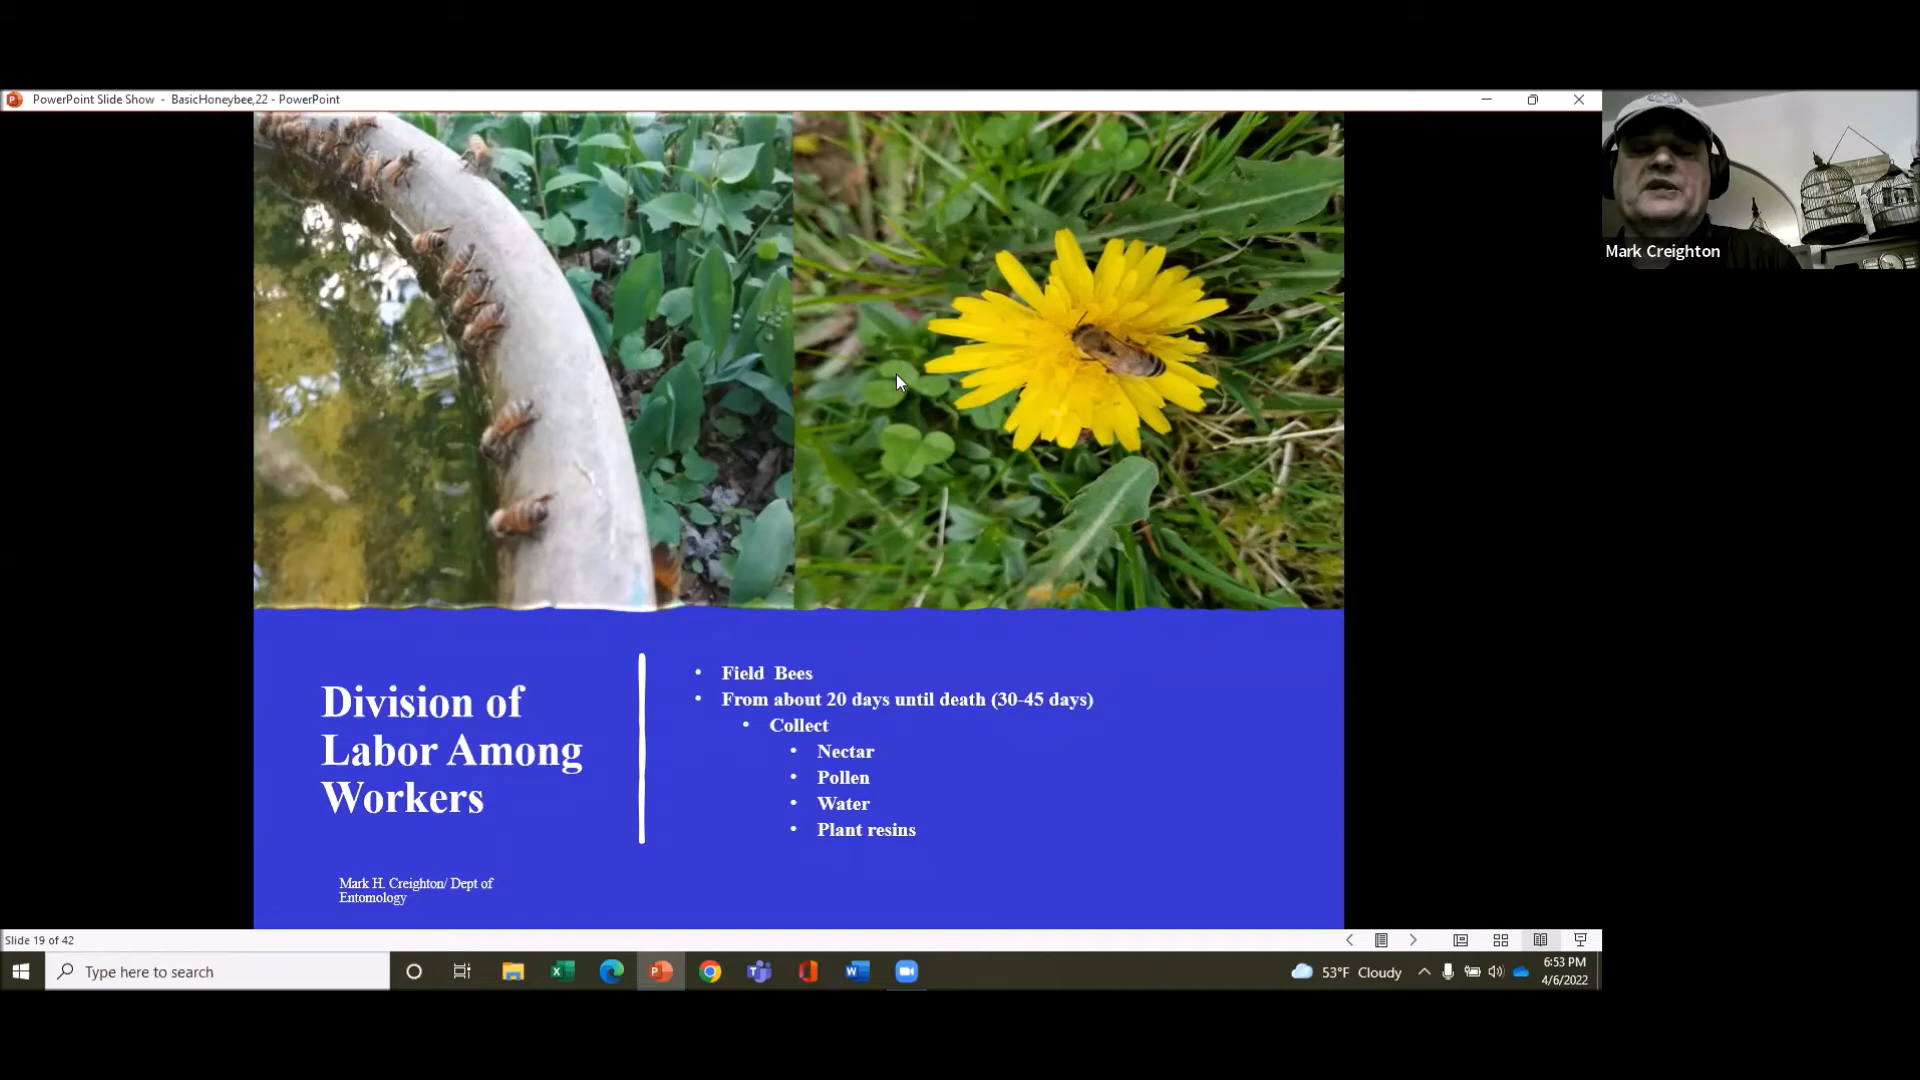 PowerPoint Slide Show - BasicHoneybee,22 - PowerPoint
Mark Creighton
Division of
Labor Among
Workers
• Field Bees
• From about 20 days until death (30-45 days)
• Collect
• Nectar
• Pollen
• Water
• Plant resins
Mark H. Creighton/ Dept of
Entomology
Slide 19 of 42
Type here to search
53°F Cloudy
6:53 PM
4/6/2022